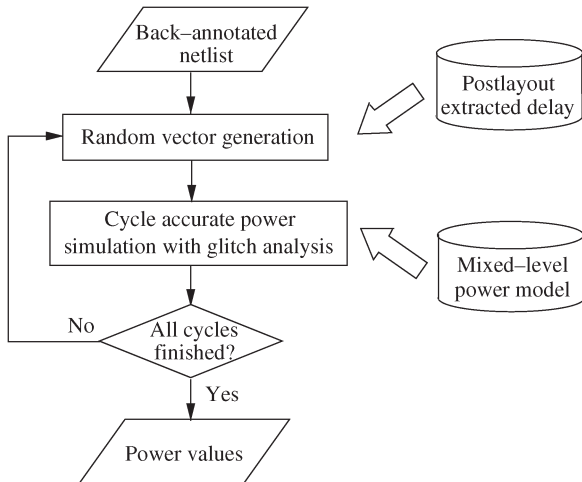 Back–annotated
netlist
Postlayout
extracted delay
Random vector generation
Cycle accurate power
simulation with glitch analysis
Mixed–level
power model
No
All cycles
finished?
Yes
Power values